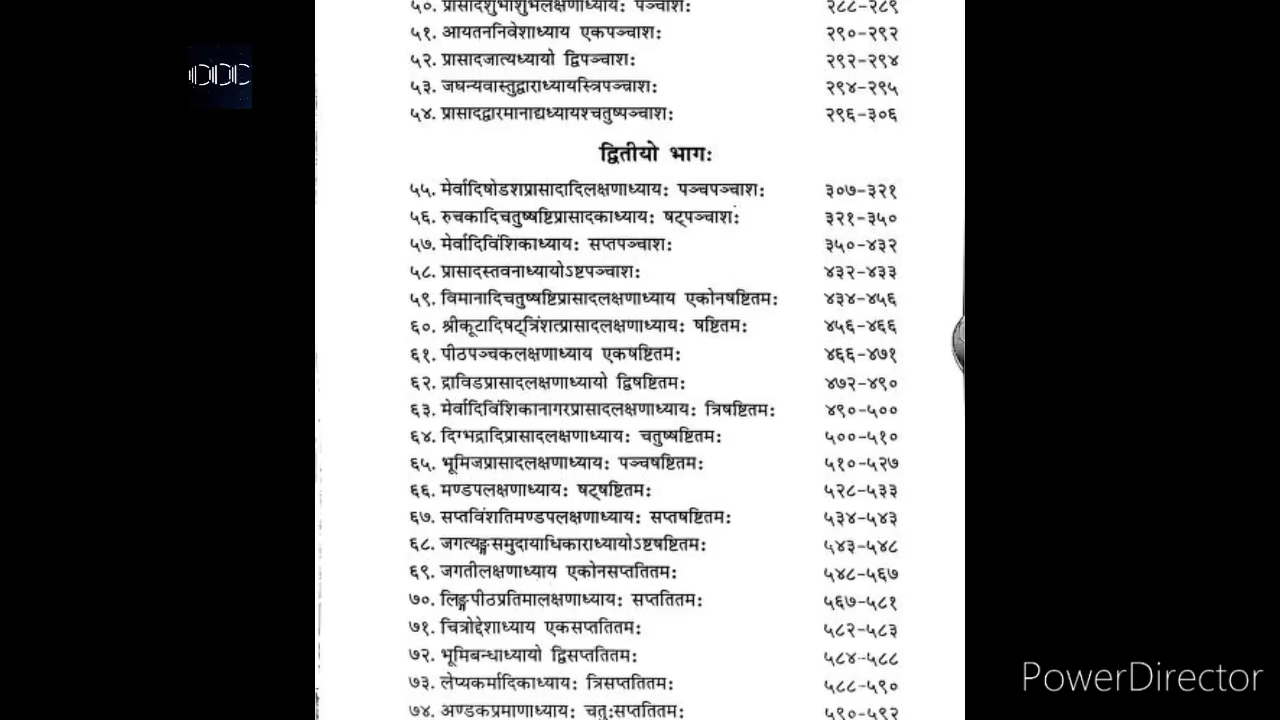 ५०. प्रासादशुभाशुभलक्षणाध्यायः पञ्चाशः २८८-२८९
५१. आयतननिवेशाध्याय एकपञ्चाशः २९०-२९२
५२. प्रासादजात्यध्यायो द्विपञ्चाशः २९२-२९४
५३. जघन्यवास्तुद्वाराध्यायस्त्रिपञ्चाशः २९४-२९५
५४. प्रासादद्वारमानाद्यध्यायश्चतुष्पञ्चाशः २९६-३०६
द्वितीयो भागः
५५. मेर्वादिषोडशप्रासादादिलक्षणाध्यायः पञ्चपञ्चाशः ३०७-३२१
५६. रुचकादिचतुष्षष्टिप्रासादकाध्यायः षट्पञ्चाशः ३२१-३५०
५७. मेर्वादिविंशिकाध्यायः सप्तपञ्चाशः ३५०-४३२
५८. प्रासादस्तवनाध्यायोऽष्टपञ्चाशः ४३२-४३३
५९. विमानादिचतुष्षष्टिप्रासादलक्षणाध्याय एकोनषष्टितमः ४३४-४५६
६०. श्रीकूटादिषट्त्रिंशत्प्रासादलक्षणाध्यायः षष्टितमः ४५६-४६६
६१. पीठपञ्चकलक्षणाध्याय एकषष्टितमः ४६६-४७१
६२. द्राविडप्रासादलक्षणाध्यायो द्विषष्टितमः ४७२-४९०
६३. मेर्वादिविंशिकानागरप्रासादलक्षणाध्यायः त्रिषष्टितमः ४९०-५००
६४. दिग्भद्रादिप्रासादलक्षणाध्यायः चतुष्षष्टितमः ५००-५१०
६५. भूमिजप्रासादलक्षणाध्यायः पञ्चषष्टितमः ५१०-५२७
६६. मण्डपलक्षणाध्यायः षट्षष्टितमः ५२८-५३३
६७. सप्तविंशतिमण्डपलक्षणाध्यायः सप्तषष्टितमः ५३४-५४३
६८. जगत्यङ्गसमुदायाधिकाराध्यायोऽष्टषष्टितमः ५४३-५४८
६९. जगतीलक्षणाध्याय एकोनसप्ततितमः ५४८-५६७
७०. लिङ्गपीठप्रतिमालक्षणाध्यायः सप्ततितमः ५६७-५८१
७१. चित्रोद्देशाध्याय एकसप्ततितमः ५८२-५८३
७२. भूमिबन्धाध्यायो द्विसप्ततितमः ५८४-५८८
७३. लेप्यकर्मादिकाध्यायः त्रिसप्ततितमः ५८८-५९०
७४. अण्डकप्रमाणाध्यायः चतुःसप्ततितमः ५९०-५९२
PowerDirector